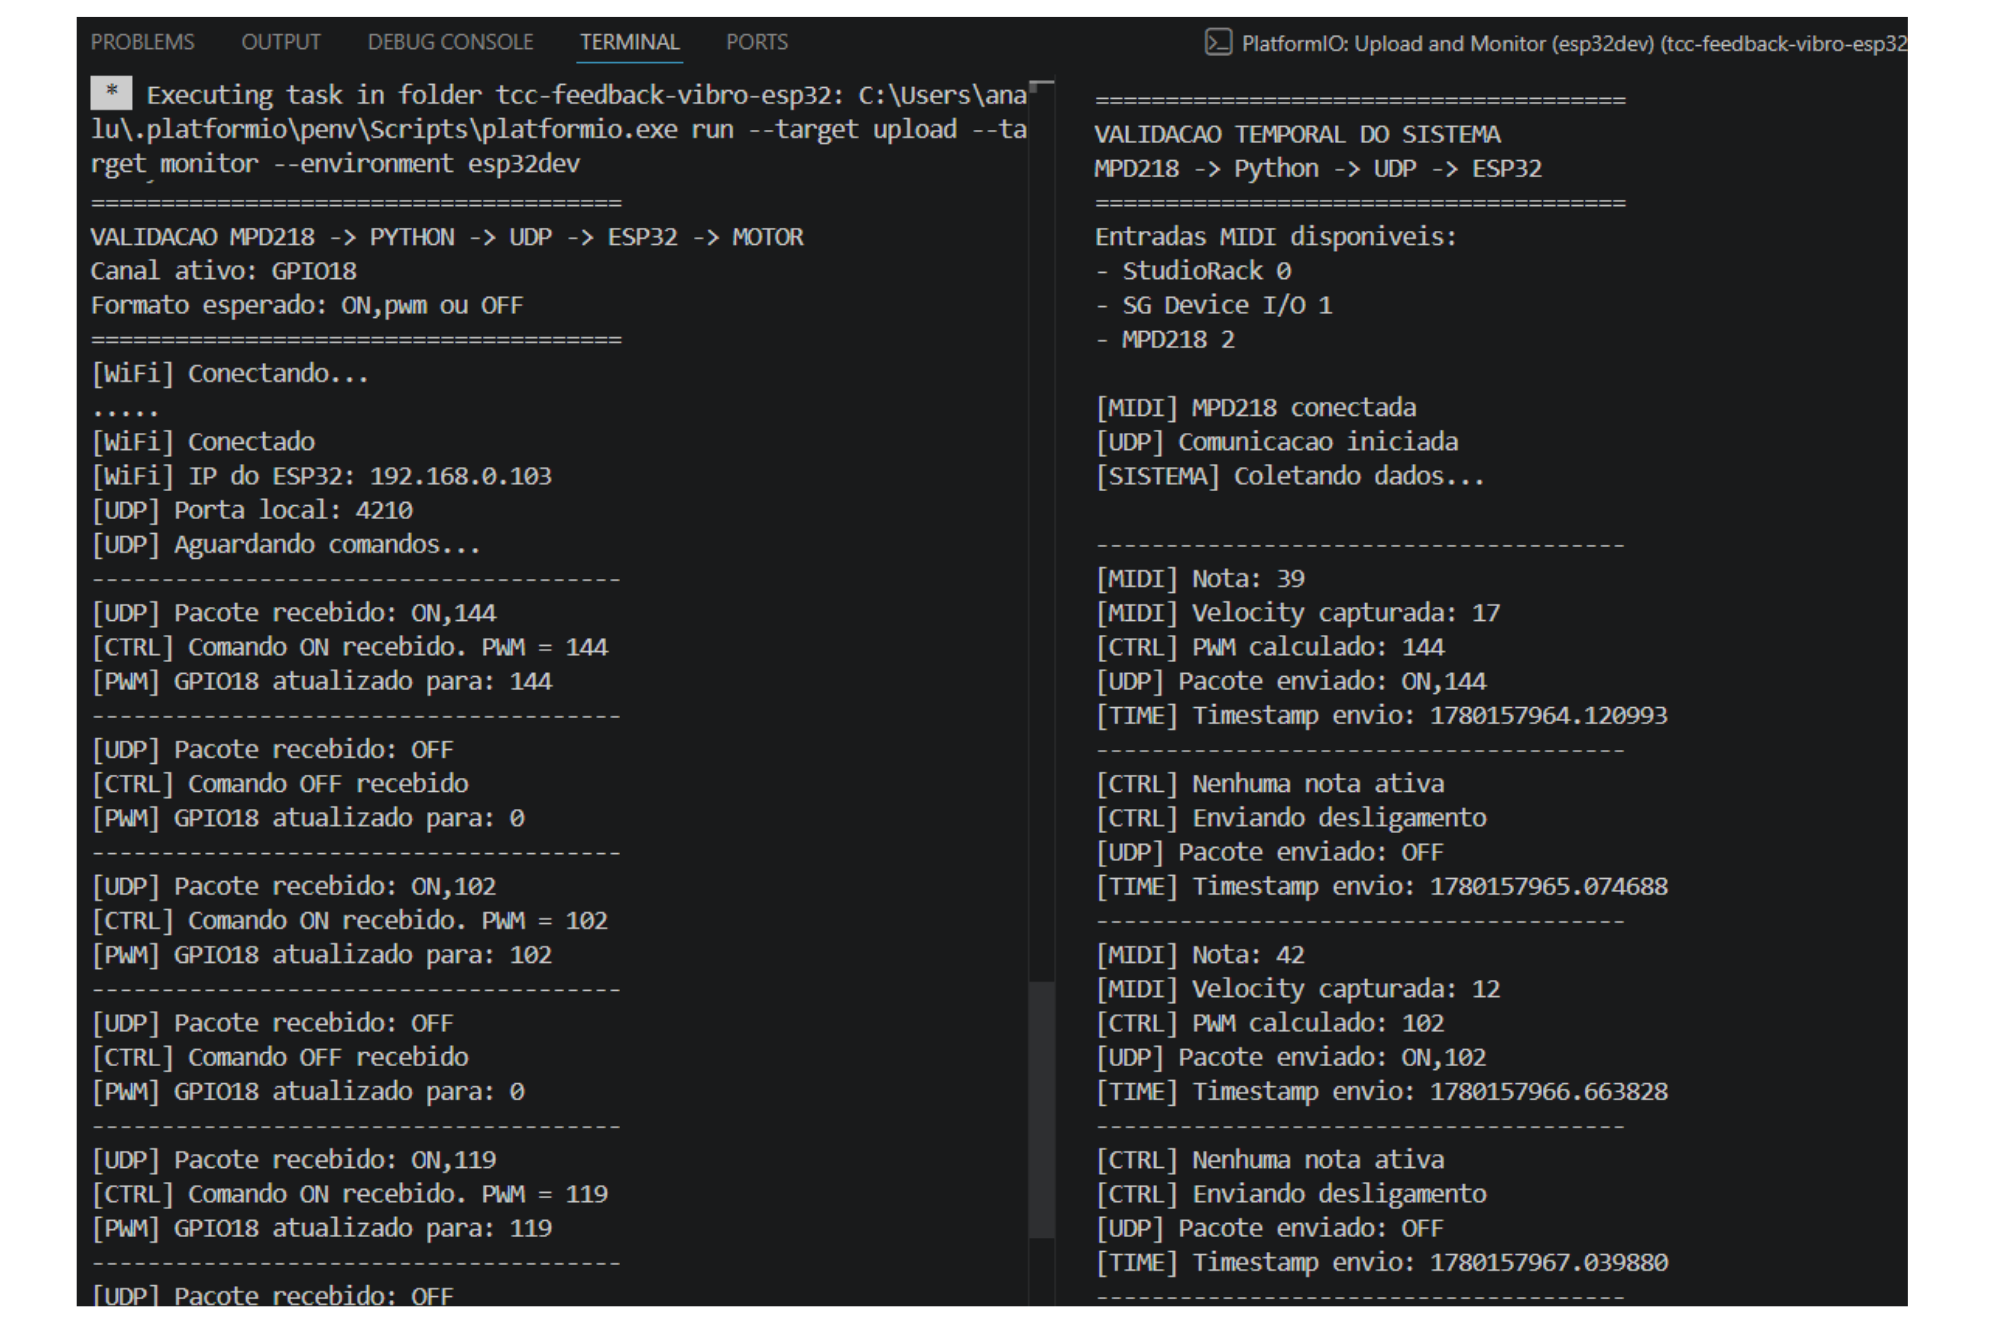 PROBLEMS OUTPUT DEBUG CONSOLE TERMINAL PORTS
PlatformIO: Upload and Monitor (esp32dev) (tcc-feedback-vibro-esp32
* Executing task in folder tcc-feedback-vibro-esp32: C:\Users\ana
lu\.platformio\penv\Scripts\platformio.exe run --target upload --ta
rget monitor --environment esp32dev
======================================
VALIDACAO MPD218 -> PYTHON -> UDP -> ESP32 -> MOTOR
Canal ativo: GPIO18
Formato esperado: ON,pwm ou OFF
======================================
[WiFi] Conectando...
.....
[WiFi] Conectado
[WiFi] IP do ESP32: 192.168.0.103
[UDP] Porta local: 4210
[UDP] Aguardando comandos...
--------------------------------------
[UDP] Pacote recebido: ON,144
[CTRL] Comando ON recebido. PWM = 144
[PWM] GPIO18 atualizado para: 144
--------------------------------------
[UDP] Pacote recebido: OFF
[CTRL] Comando OFF recebido
[PWM] GPIO18 atualizado para: 0
--------------------------------------
[UDP] Pacote recebido: ON,102
[CTRL] Comando ON recebido. PWM = 102
[PWM] GPIO18 atualizado para: 102
--------------------------------------
[UDP] Pacote recebido: OFF
[CTRL] Comando OFF recebido
[PWM] GPIO18 atualizado para: 0
--------------------------------------
[UDP] Pacote recebido: ON,119
[CTRL] Comando ON recebido. PWM = 119
[PWM] GPIO18 atualizado para: 119
--------------------------------------
[UDP] Pacote recebido: OFF
======================================
VALIDACAO TEMPORAL DO SISTEMA
MPD218 -> Python -> UDP -> ESP32
======================================
Entradas MIDI disponiveis:
- StudioRack 0
- SG Device I/O 1
- MPD218 2
[MIDI] MPD218 conectada
[UDP] Comunicacao iniciada
[SISTEMA] Coletando dados...
--------------------------------------
[MIDI] Nota: 39
[MIDI] Velocity capturada: 17
[CTRL] PWM calculado: 144
[UDP] Pacote enviado: ON,144
[TIME] Timestamp envio: 1780157964.120993
--------------------------------------
[CTRL] Nenhuma nota ativa
[CTRL] Enviando desligamento
[UDP] Pacote enviado: OFF
[TIME] Timestamp envio: 1780157965.074688
--------------------------------------
[MIDI] Nota: 42
[MIDI] Velocity capturada: 12
[CTRL] PWM calculado: 102
[UDP] Pacote enviado: ON,102
[TIME] Timestamp envio: 1780157966.663828
--------------------------------------
[CTRL] Nenhuma nota ativa
[CTRL] Enviando desligamento
[UDP] Pacote enviado: OFF
[TIME] Timestamp envio: 1780157967.039880
--------------------------------------